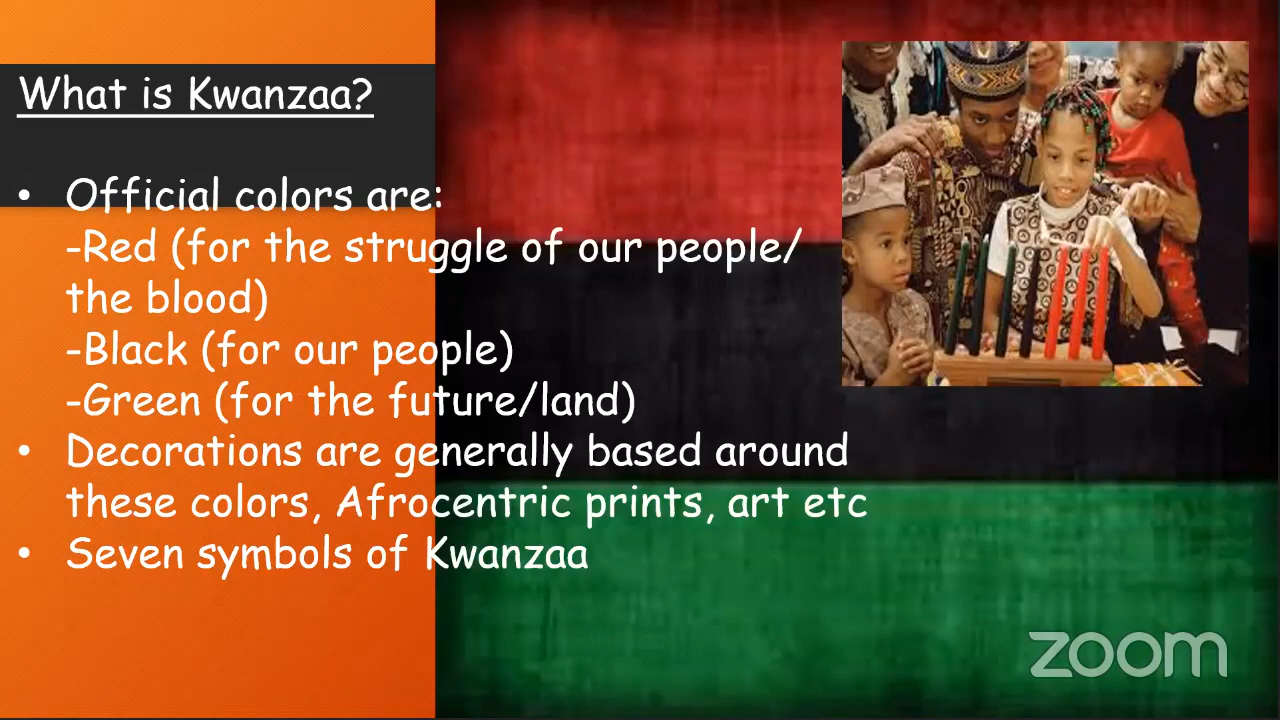 What is Kwanzaa?
• Official colors are:
-Red (for the struggle of our people/
the blood)
-Black (for our people)
-Green (for the future/land)
• Decorations are generally based around
these colors, Afrocentric prints, art etc
• Seven symbols of Kwanzaa
zoom